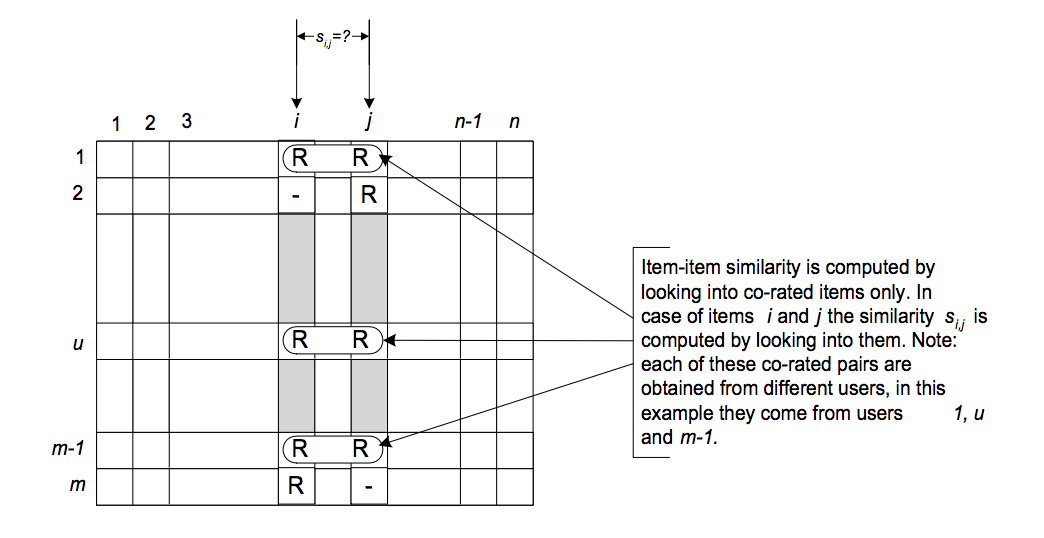 s i,j =?
1 2 3 i j n-1 n
1 R R
2 - R
u R R
m-1 R R
m R -
Item-item similarity is computed by
looking into co-rated items only. In
case of items i and j the similarity s i,j is
computed by looking into them. Note:
each of these co-rated pairs are
obtained from different users, in this
example they come from users 1, u
and m-1.